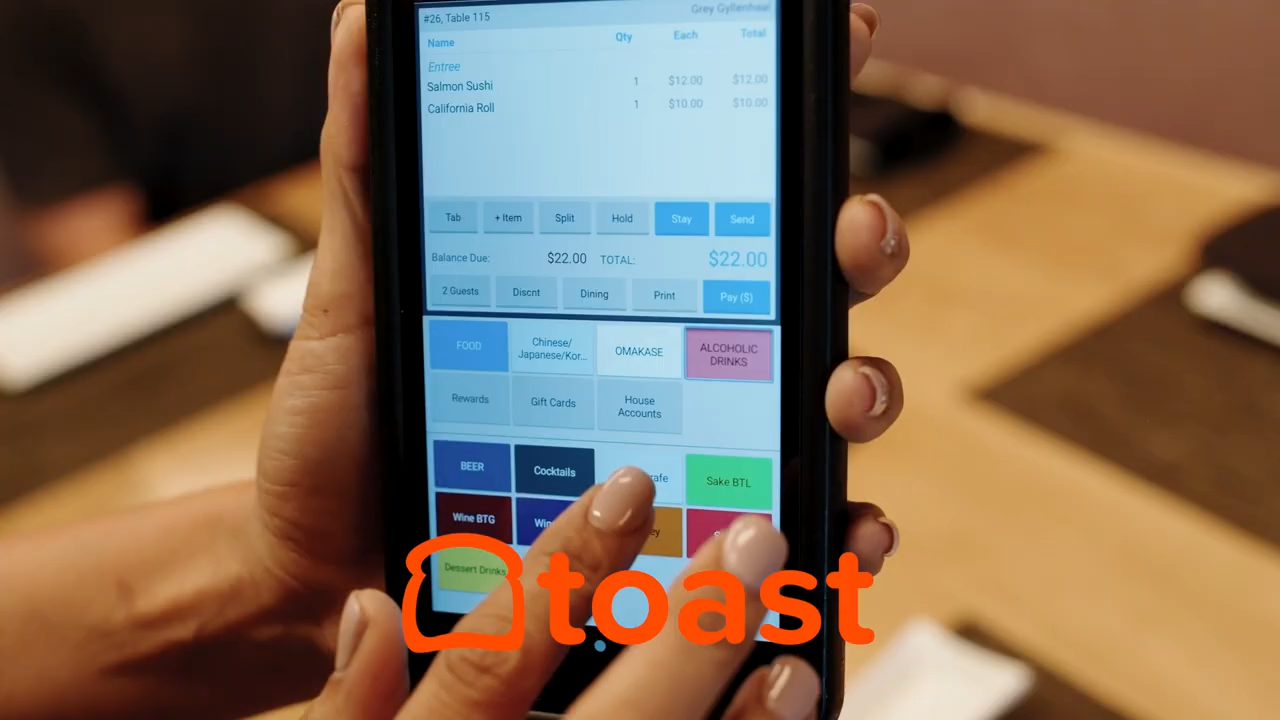 #26, Table 115
Grey Gyllenhaal
Name Qty Each Total
Entree
Salmon Sushi 1 $12.00 $12.00
California Roll 1 $10.00 $10.00
Tab + Item Split Hold Stay Send
Balance Due: $22.00 TOTAL: $22.00
2 Guests Discnt Dining Print Pay ($)
FOOD
Chinese/
Japanese/Kor...
OMAKASE
ALCOHOLIC
DRINKS
Rewards
Gift Cards
House
Accounts
BEER Cocktails Sake BTL
Wine BTG
Dessert Drinks
toast